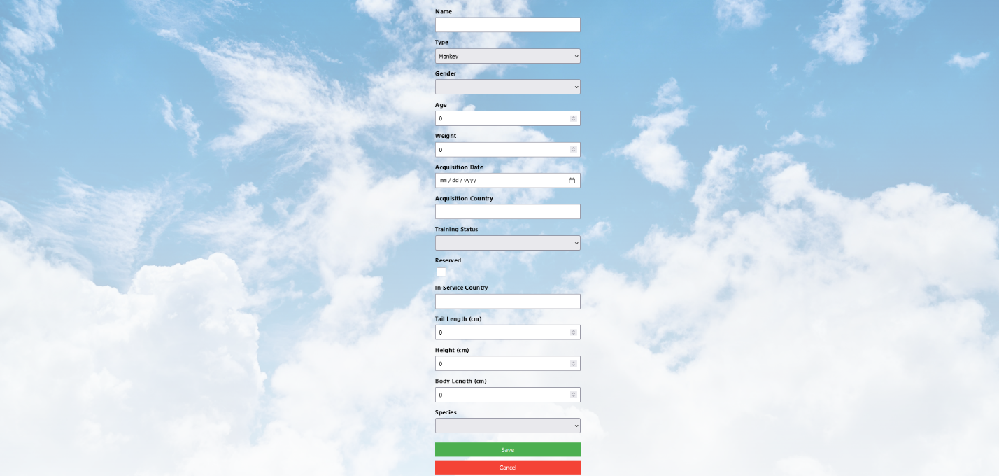 Name
Type
Monkey
Gender
Age
0
Weight
0
Acquisition Date
mm/dd/yyyy
Acquisition Country
Training Status
Reserved
In-Service Country
Tail Length (cm)
0
Height (cm)
0
Body Length (cm)
0
Species
Save
Cancel